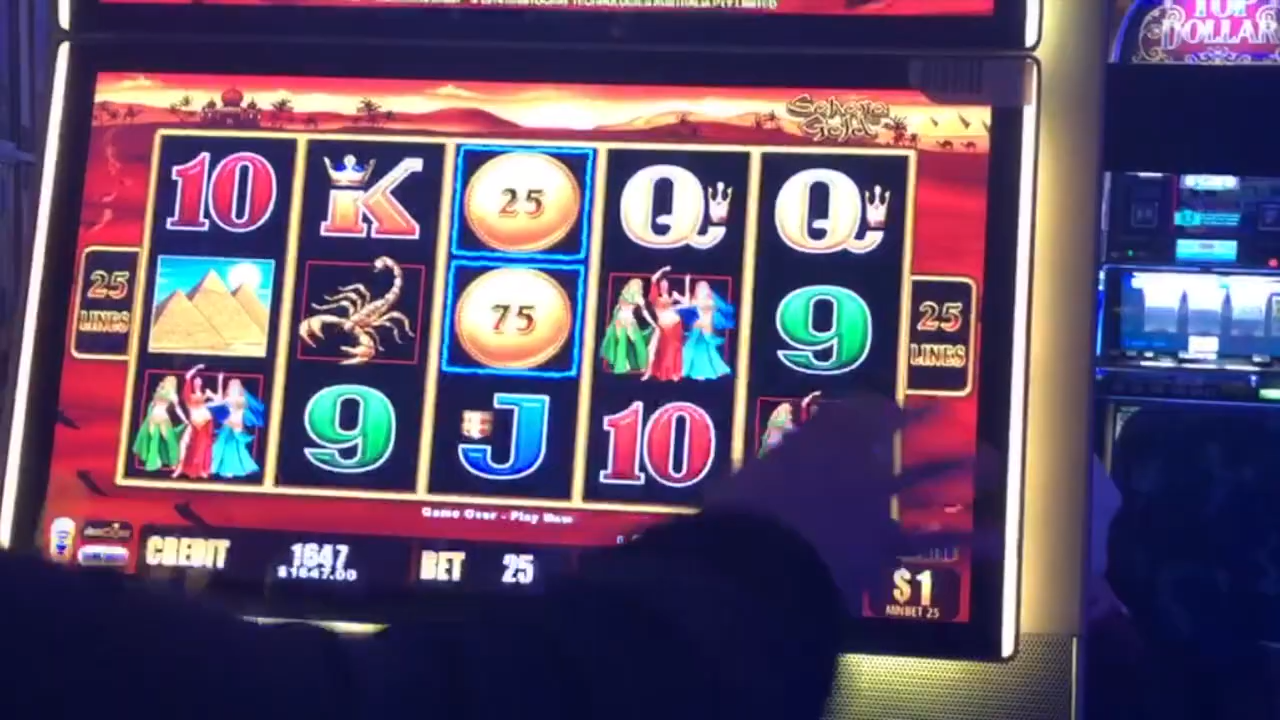 TOP
DOLLAR
Sahara
Gold
10 K 25 Q Q
25
LINES
75 9
25
LINES
9 J 10
Game Over - Play Now
CREDIT 1647
$1647.00
BET 25
$1
MIN BET 25